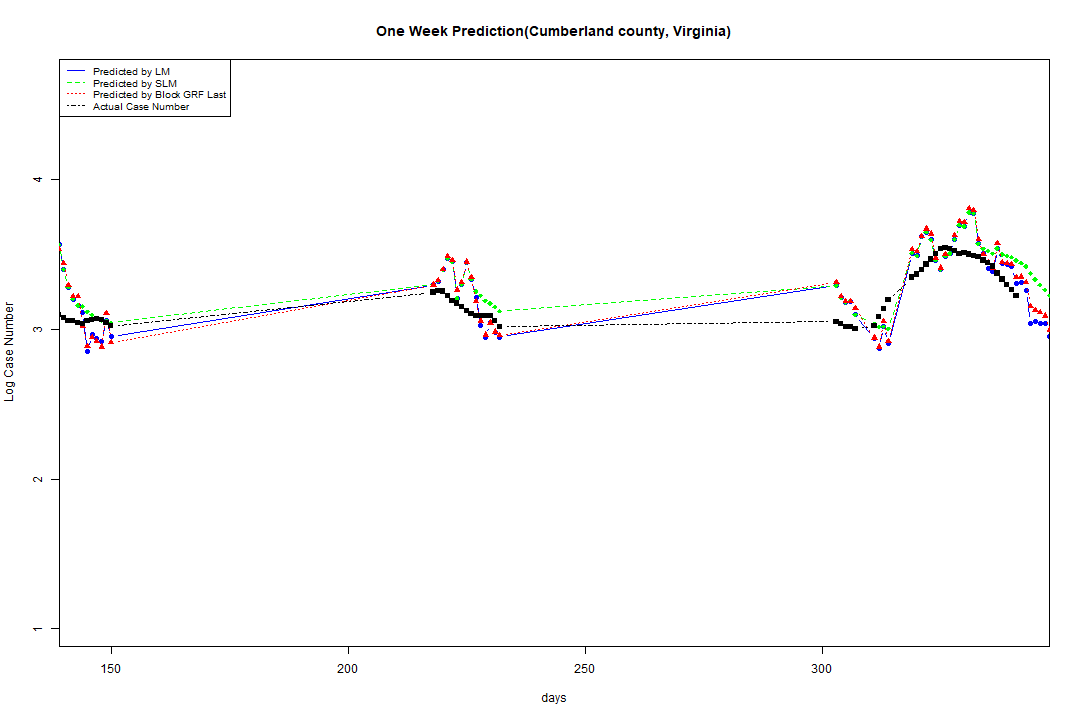 One Week Prediction(Cumberland county, Virginia)
Predicted by LM
Predicted by SLM
Predicted by Block GRF Last
Actual Case Number
4
3
2
1
Log Case Number
150 200 250 300
days